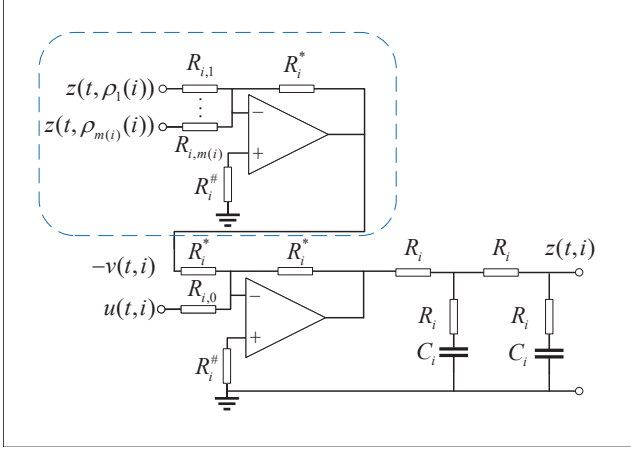 R_{i,1}
R_i^*
z(t, ρ_1(i))
⋮
z(t, ρ_{m(i)}(i))
−
+
R_{i,m(i)}
R_i^#
R_i^*
R_i^*
R_i
R_i
z(t,i)
−v(t,i)
R_{i,0}
u(t,i)
−
+
R_i
R_i
C_i
C_i
R_i^#